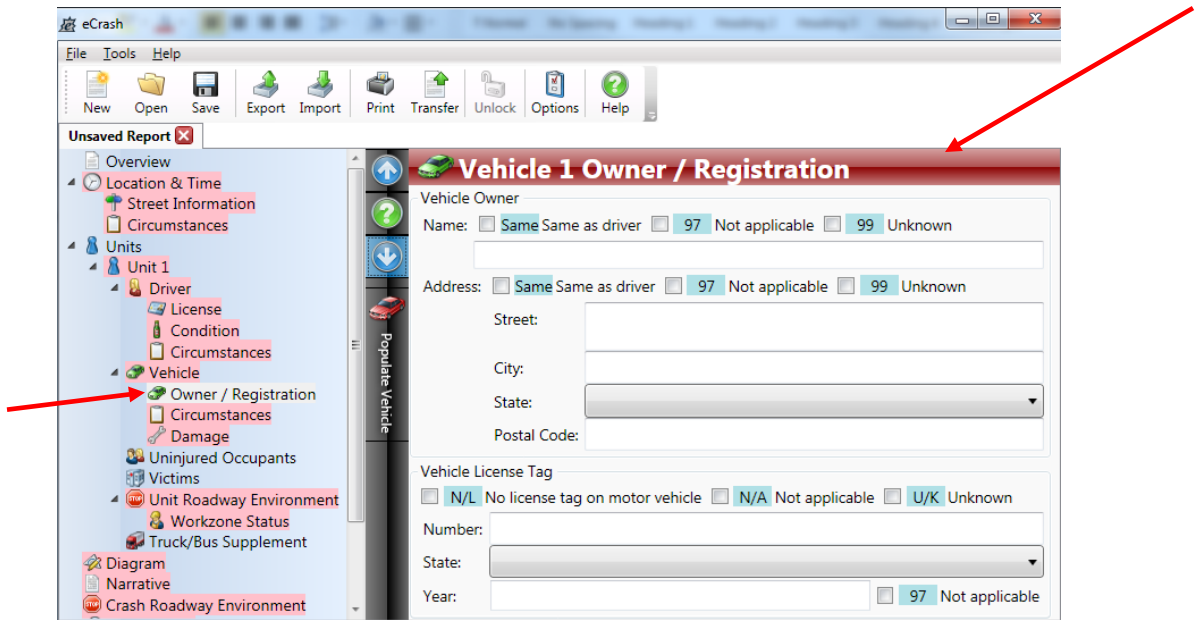 eCrash
File Tools Help
New Open Save Export Import Print Transfer Unlock Options Help
Unsaved Report
Overview
Location & Time
Street Information
Circumstances
Units
Unit 1
Driver
License
Condition
Circumstances
Vehicle
Owner / Registration
Circumstances
Damage
Uninjured Occupants
Victims
Unit Roadway Environment
Workzone Status
Truck/Bus Supplement
Diagram
Narrative
Crash Roadway Environment
Populate Vehicle
Vehicle 1 Owner / Registration
Vehicle Owner
Name: Same Same as driver 97 Not applicable 99 Unknown
Address: Same Same as driver 97 Not applicable 99 Unknown
Street:
City:
State:
Postal Code:
Vehicle License Tag
N/L No license tag on motor vehicle N/A Not applicable U/K Unknown
Number:
State:
Year: 97 Not applicable